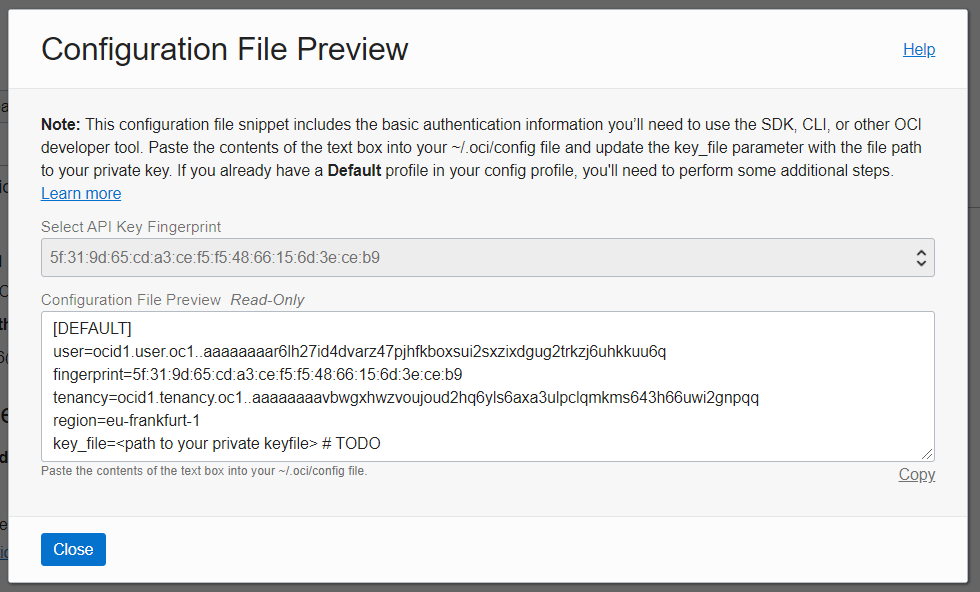 Configuration File Preview
Help
Note: This configuration file snippet includes the basic authentication information you'll need to use the SDK, CLI, or other OCI
developer tool. Paste the contents of the text box into your ~/.oci/config file and update the key_file parameter with the file path
to your private key. If you already have a Default profile in your config profile, you'll need to perform some additional steps.
Learn more
Select API Key Fingerprint
5f:31:9d:65:cd:a3:ce:f5:f5:48:66:15:6d:3e:ce:b9
Configuration File Preview Read-Only
[DEFAULT]
user=ocid1.user.oc1..aaaaaaaar6lh27id4dvarz47pjhfkboxsui2sxzixdgug2trkzj6uhkkuu6q
fingerprint=5f:31:9d:65:cd:a3:ce:f5:f5:48:66:15:6d:3e:ce:b9
tenancy=ocid1.tenancy.oc1..aaaaaaaavbwgxhwzvoujoud2hq6yls6axa3ulpclqmkms643h66uwi2gnpqq
region=eu-frankfurt-1
key_file=<path to your private keyfile> # TODO
Paste the contents of the text box into your ~/.oci/config file.
Copy
Close